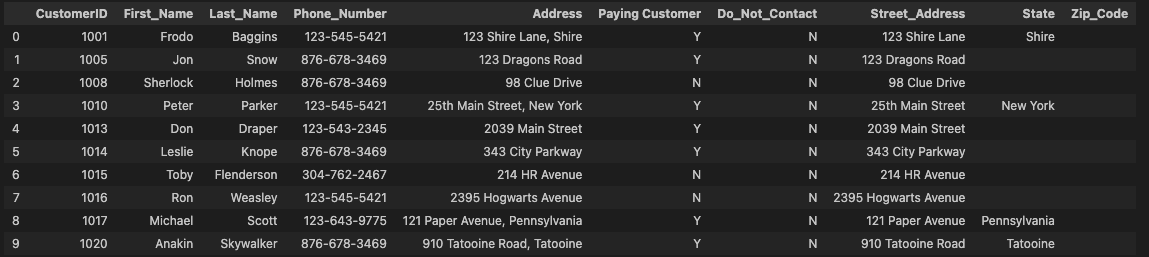 CustomerID First_Name Last_Name Phone_Number Address Paying Customer Do_Not_Contact Street_Address State Zip_Code
0 1001 Frodo Baggins 123-545-5421 123 Shire Lane, Shire Y N 123 Shire Lane Shire
1 1005 Jon Snow 876-678-3469 123 Dragons Road Y N 123 Dragons Road
2 1008 Sherlock Holmes 876-678-3469 98 Clue Drive N N 98 Clue Drive
3 1010 Peter Parker 123-545-5421 25th Main Street, New York Y N 25th Main Street New York
4 1013 Don Draper 123-543-2345 2039 Main Street Y N 2039 Main Street
5 1014 Leslie Knope 876-678-3469 343 City Parkway Y N 343 City Parkway
6 1015 Toby Flenderson 304-762-2467 214 HR Avenue N N 214 HR Avenue
7 1016 Ron Weasley 123-545-5421 2395 Hogwarts Avenue N N 2395 Hogwarts Avenue
8 1017 Michael Scott 123-643-9775 121 Paper Avenue, Pennsylvania Y N 121 Paper Avenue Pennsylvania
9 1020 Anakin Skywalker 876-678-3469 910 Tatooine Road, Tatooine Y N 910 Tatooine Road Tatooine